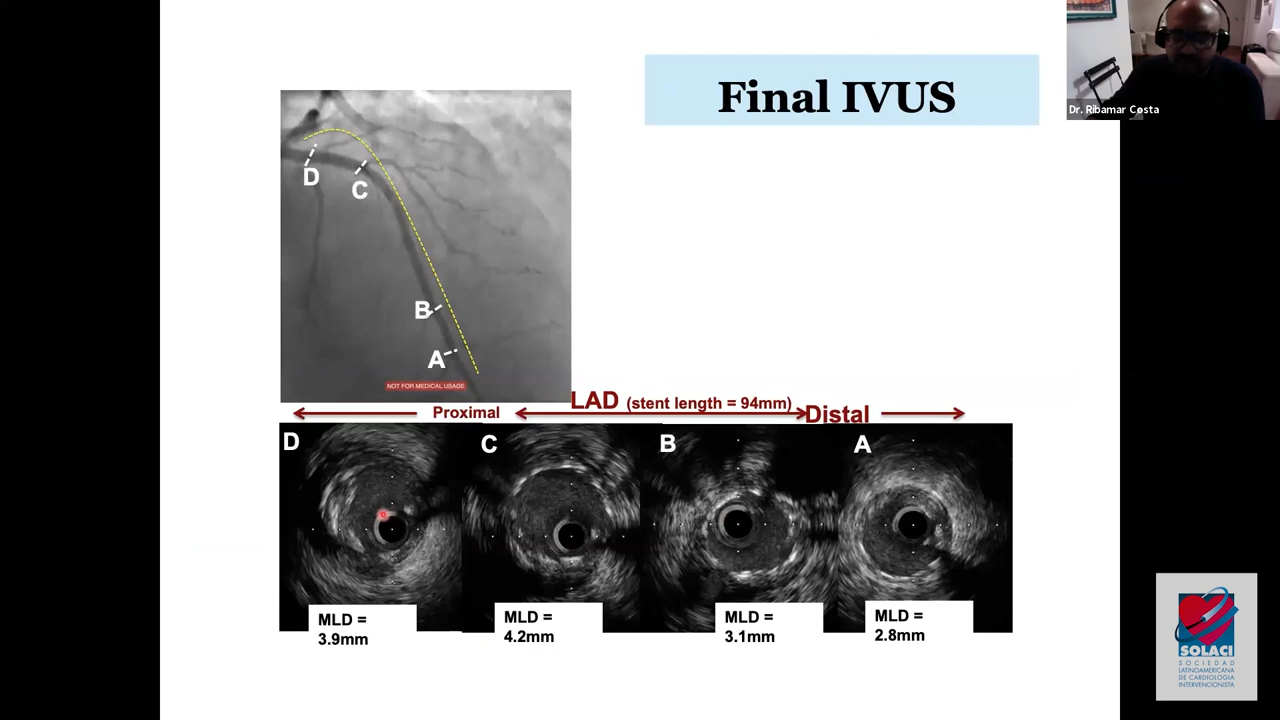 Final IVUS
Dr. Ribamar Costa
D
C
B
A
NOT FOR MEDICAL USAGE
Proximal
LAD (stent length = 94mm)
Distal
D
C
B
A
MLD =
3.9mm
MLD =
4.2mm
MLD =
3.1mm
MLD =
2.8mm
SOLACI
SOCIEDAD
LATINOAMERICANA
DE CARDIOLOGIA
INTERVENCIONISTA